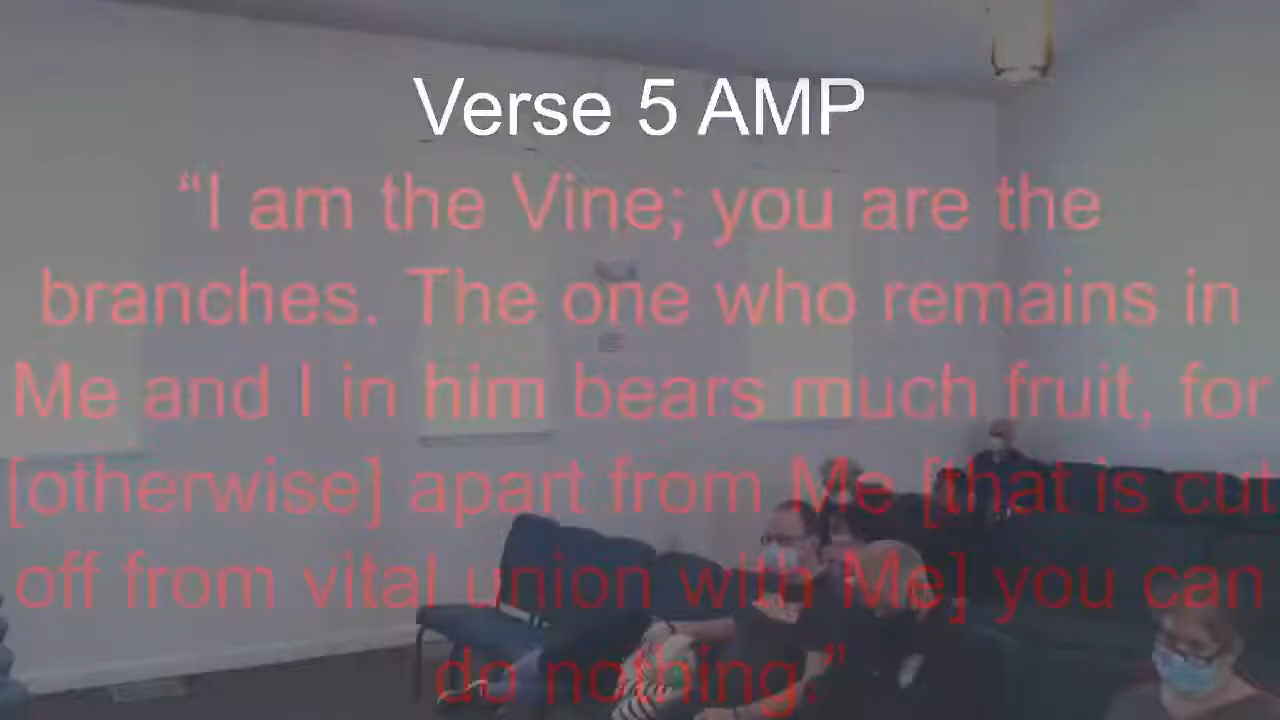 Verse 5 AMP
“I am the Vine; you are the
branches. The one who remains in
Me and I in him bears much fruit, for
[otherwise] apart from Me [that is cut
off from vital union with Me] you can
do nothing.”